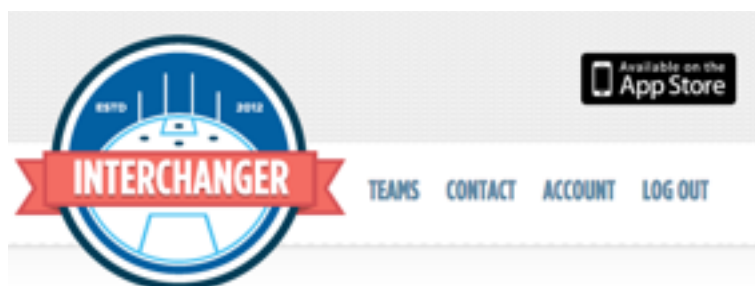 Available on the
App Store
ESTD 2012
INTERCHANGER
TEAMS CONTACT ACCOUNT LOG OUT